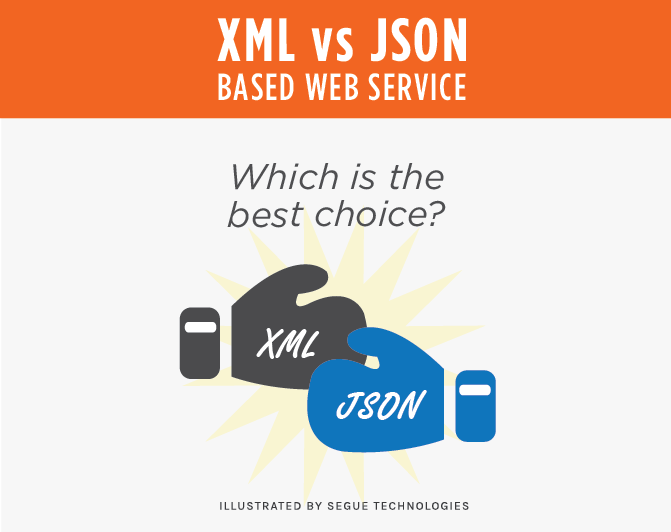 XML vs JSON
BASED WEB SERVICE
Which is the
best choice?
XML
JSON
ILLUSTRATED BY SEGUE TECHNOLOGIES